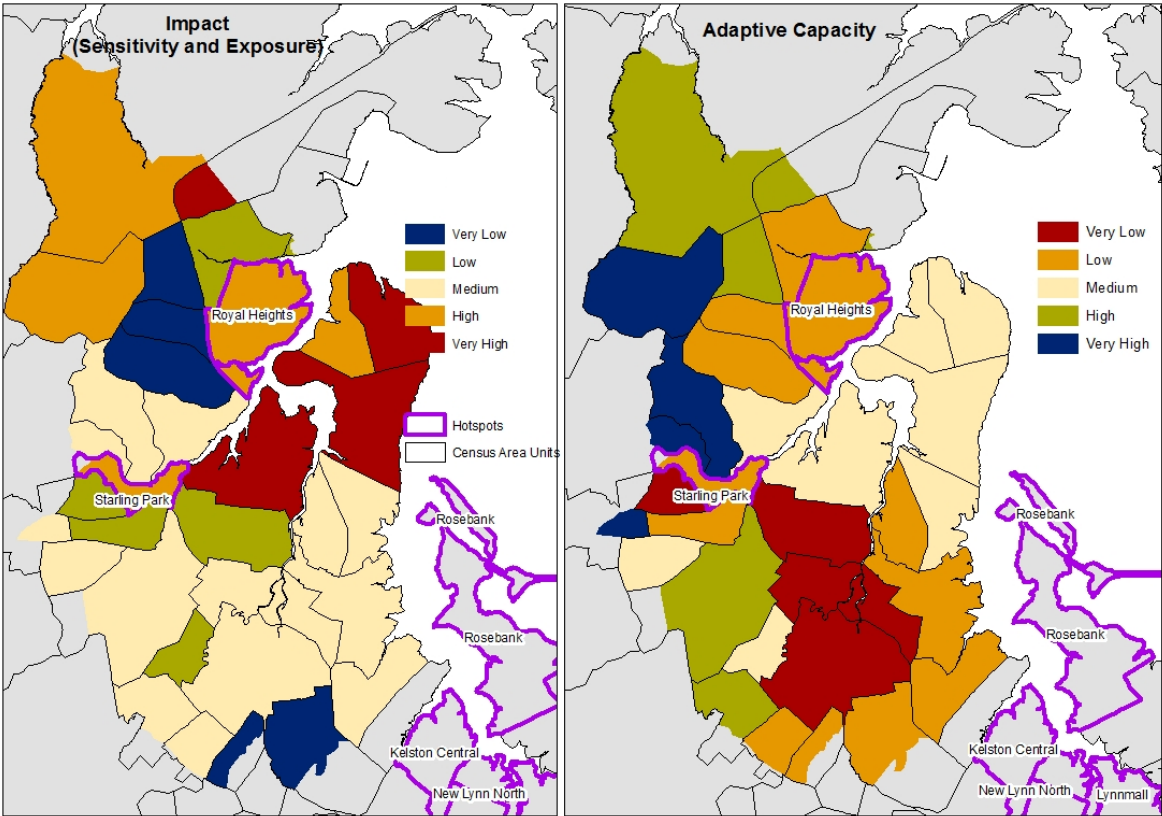 Impact
(Sensitivity and Exposure)
Very Low
Low
Medium
High
Very High
Royal Heights
Hotspots
Census Area Units
Starling Park
Rosebank
Rosebank
Kelston Central
New Lynn North
Adaptive Capacity
Very Low
Low
Medium
High
Very High
Royal Heights
Starling Park
Rosebank
Rosebank
Kelston Central
New Lynn North
Lynnmall